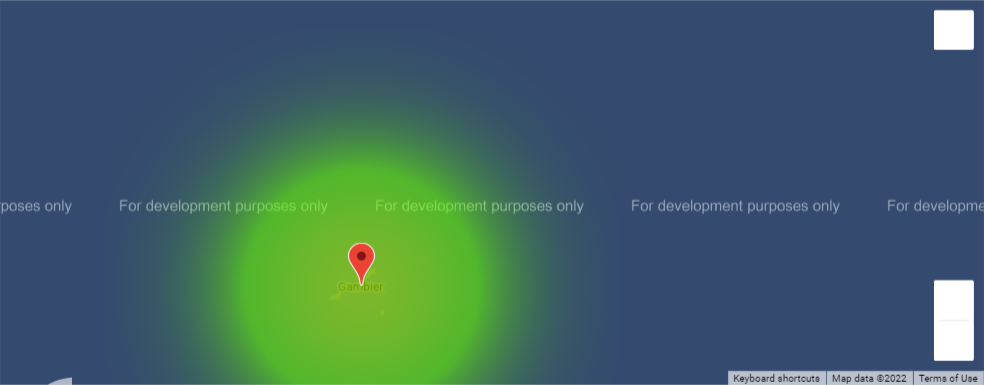 poses only For development purposes only For development purposes only For development purposes only For developme
Gambier
Keyboard shortcuts Map data ©2022 Terms of Use